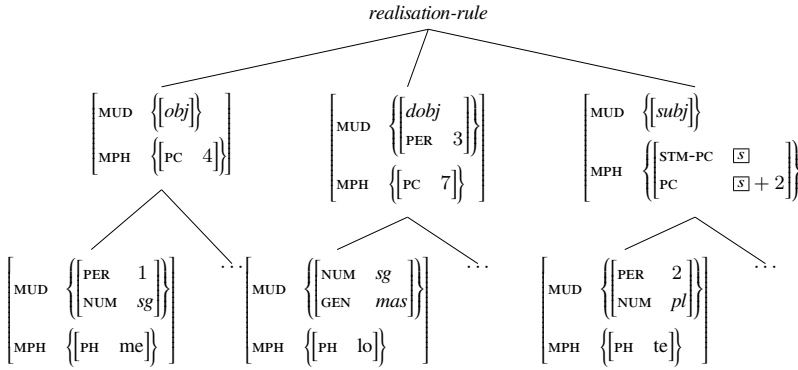 realisation-rule
MUD {[obj]} MUD {[dobj PER 3]} MUD {[subj]}
MPH {[PC 4]} MPH {[PC 7]} MPH {[STM-PC s PC s + 2]}
MUD {[PER 1 NUM sg]} ... MUD {[NUM sg GEN mas]} ... MUD {[PER 2 NUM pl]} ...
MPH {[PH me]} MPH {[PH lo]} MPH {[PH te]}